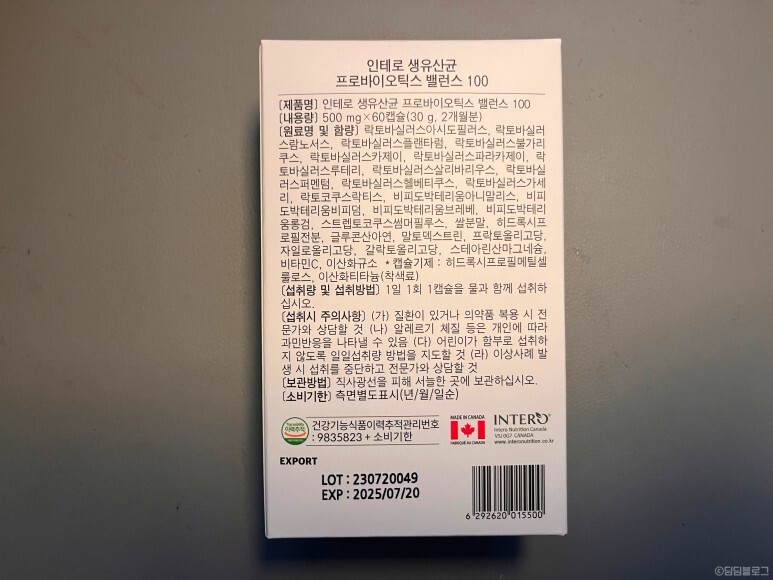 인테로 생유산균
프로바이오틱스 밸런스 100
[제품명] 인테로 생유산균 프로바이오틱스 밸런스 100
[내용량] 500 mg×60캡슐(30 g, 2개월분)
[원료명 및 함량] 락토바실러스아시도필러스, 락토바실러
스람노서스, 락토바실러스플랜타럼, 락토바실러스불가리
쿠스, 락토바실러스카제이, 락토바실러스파라카제이, 락
토바실러스루테리, 락토바실러스살리바리우스, 락토바실
러스퍼멘텀, 락토바실러스헬베티쿠스, 락토바실러스가세
리, 락토코쿠스락티스, 비피도박테리움아니말리스, 비피
도박테리움비피덤, 비피도박테리움브레베, 비피도박테리
움롱검, 스트렙토코쿠스써머필루스, 쌀분말, 히드록시프
로필전분, 글루콘산아연, 말토덱스트린, 프락토올리고당,
자일로올리고당, 갈락토올리고당, 스테아린산마그네슘,
비타민C, 이산화규소 *캡슐기제 : 히드록시프로필메틸셀
룰로스, 이산화티타늄(착색료)
[섭취량 및 섭취방법] 1일 1회 1캡슐을 물과 함께 섭취하
십시오.
[섭취시 주의사항] (가) 질환이 있거나 의약품 복용 시 전
문가와 상담할 것 (나) 알레르기 체질 등은 개인에 따라
과민반응을 나타낼 수 있음 (다) 어린이가 함부로 섭취하
지 않도록 일일섭취량 방법을 지도할 것 (라) 이상사례 발
생 시 섭취를 중단하고 전문가와 상담할 것
[보관방법] 직사광선을 피해 서늘한 곳에 보관하십시오.
[소비기한] 측면별도표시(년/월/일순)
이력추적
건강기능식품이력추적관리번호
: 9835823 + 소비기한
MADE IN CANADA
FABRIQUÉ AU CANADA
INTERO
Intero Nutrition Canada
V5J 0G7 CANADA
www.interonutrition.co.kr
EXPORT
LOT : 230720049
EXP : 2025/07/20
6 292620 015500
©담덤블로그